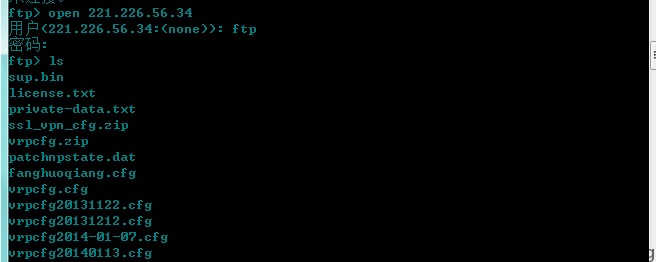 ftp> open 221.226.56.34
用户(221.226.56.34:(none)): ftp
密码:
ftp> ls
sup.bin
license.txt
private-data.txt
ssl_vpn_cfg.zip
vrpcfg.zip
patchnpstate.dat
fanghuoqiang.cfg
vrpcfg.cfg
vrpcfg20131122.cfg
vrpcfg20131212.cfg
vrpcfg2014-01-07.cfg
vrpcfg20140113.cfg